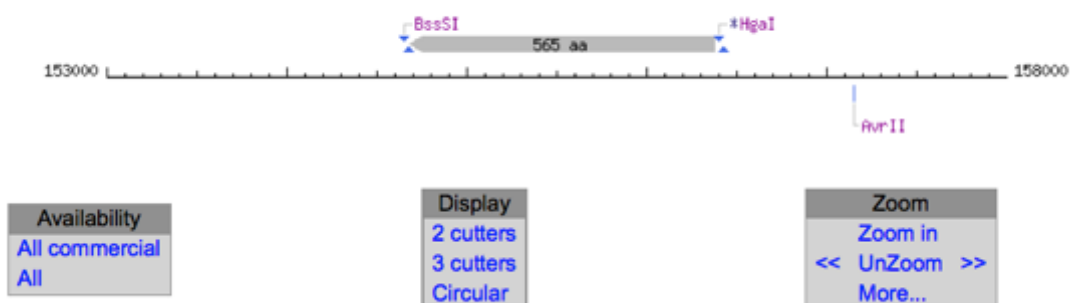 BssSI *HgaI
565 aa
153000 158000
AvrII
Availability
All commercial
All
Display
2 cutters
3 cutters
Circular
Zoom
Zoom in
<< UnZoom >>
More...